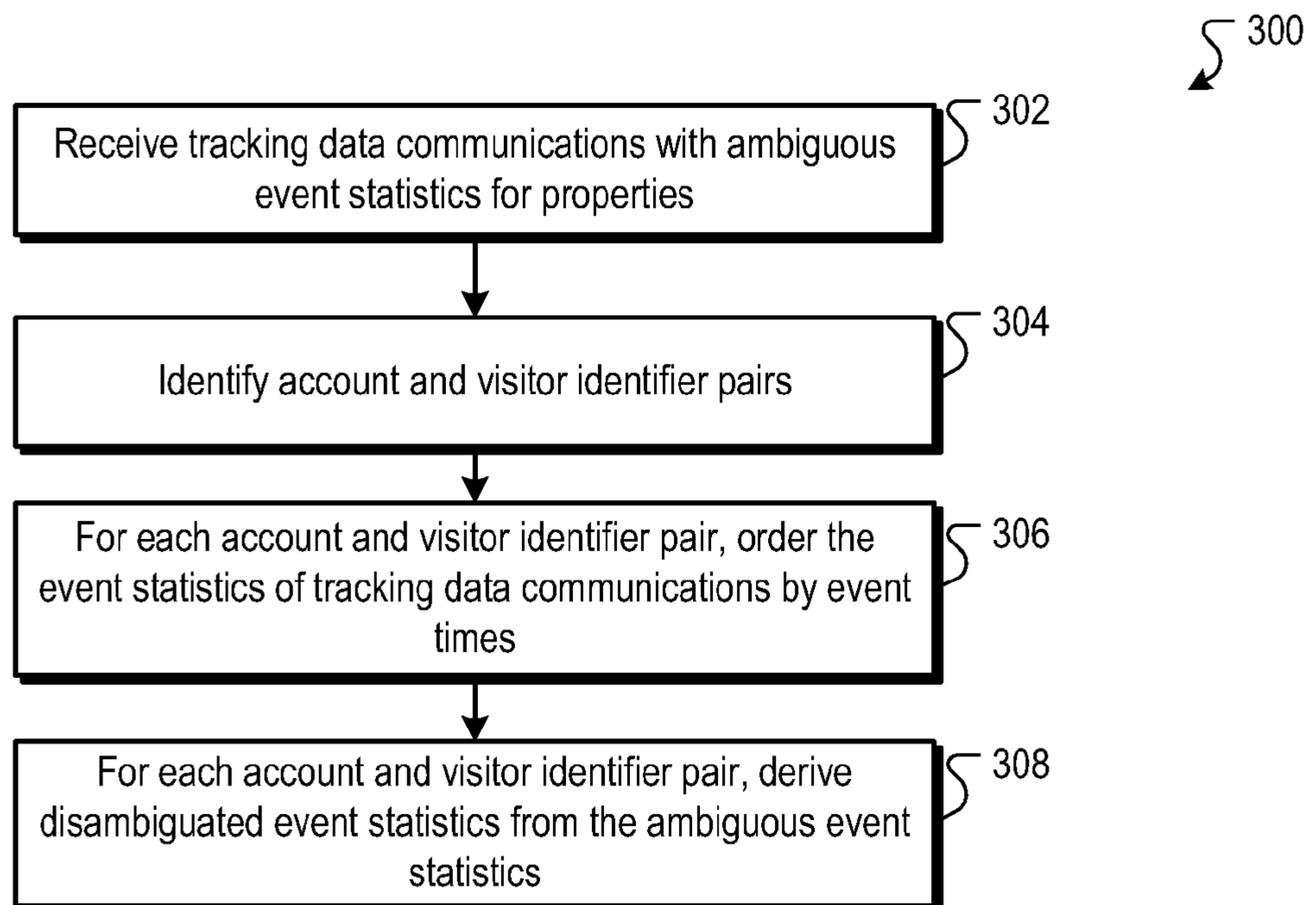 300
302
Receive tracking data communications with ambiguous
event statistics for properties
304
Identify account and visitor identifier pairs
306
For each account and visitor identifier pair, order the
event statistics of tracking data communications by event
times
308
For each account and visitor identifier pair, derive
disambiguated event statistics from the ambiguous event
statistics